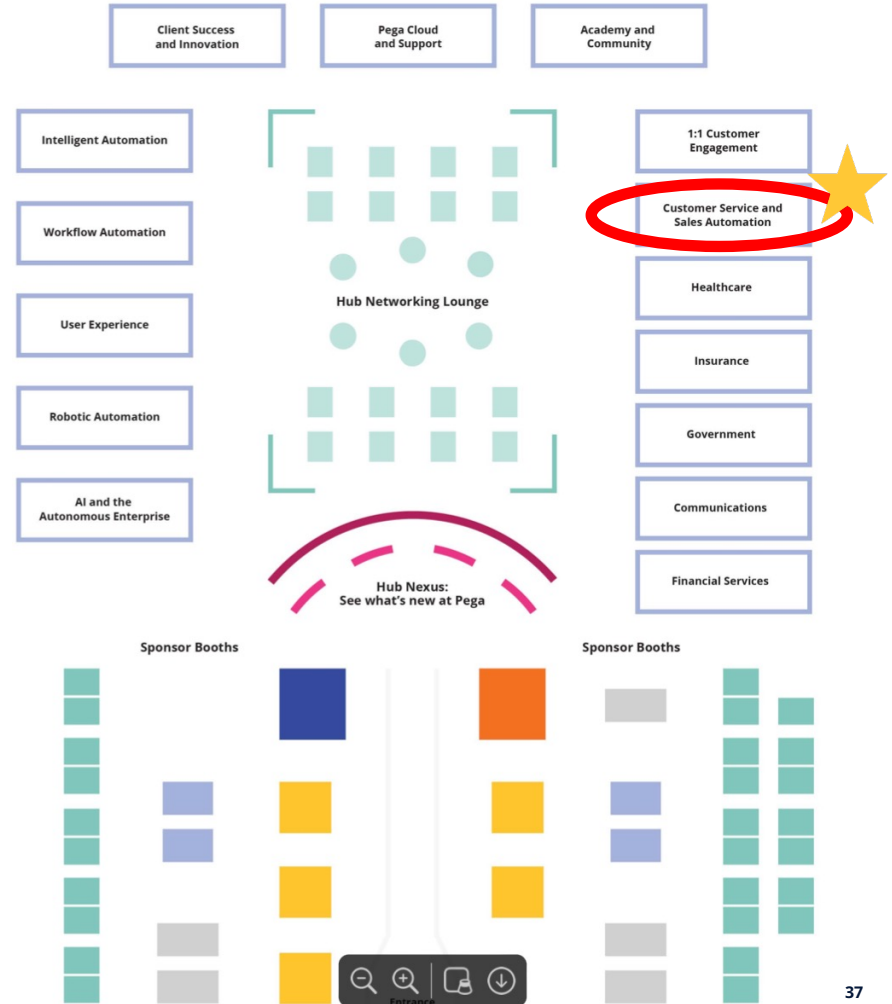 Client Success
and Innovation
Pega Cloud
and Support
Academy and
Community
Intelligent Automation
1:1 Customer
Engagement
Workflow Automation
Customer Service and
Sales Automation
Hub Networking Lounge
Healthcare
User Experience
Insurance
Robotic Automation
Government
AI and the
Autonomous Enterprise
Communications
Hub Nexus:
See what's new at Pega
Financial Services
Sponsor Booths
Sponsor Booths
Entrance
37